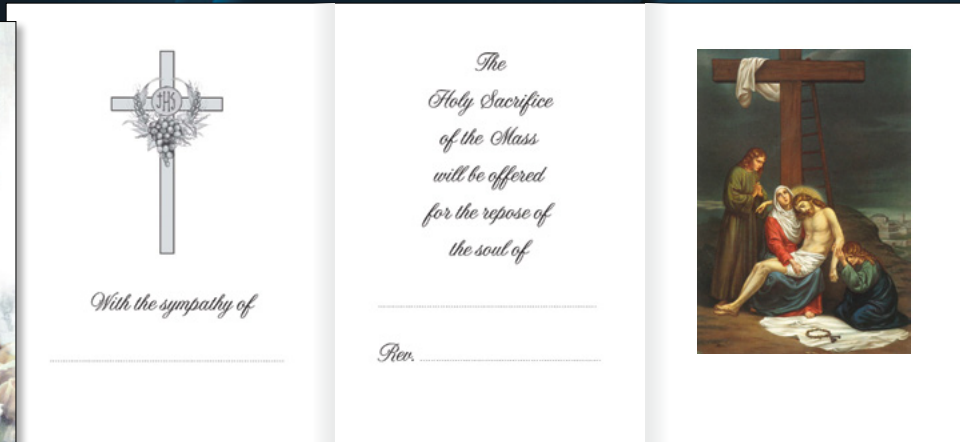 IHS
With the sympathy of
The
Holy Sacrifice
of the Mass
will be offered
for the repose of
the soul of
Rev.